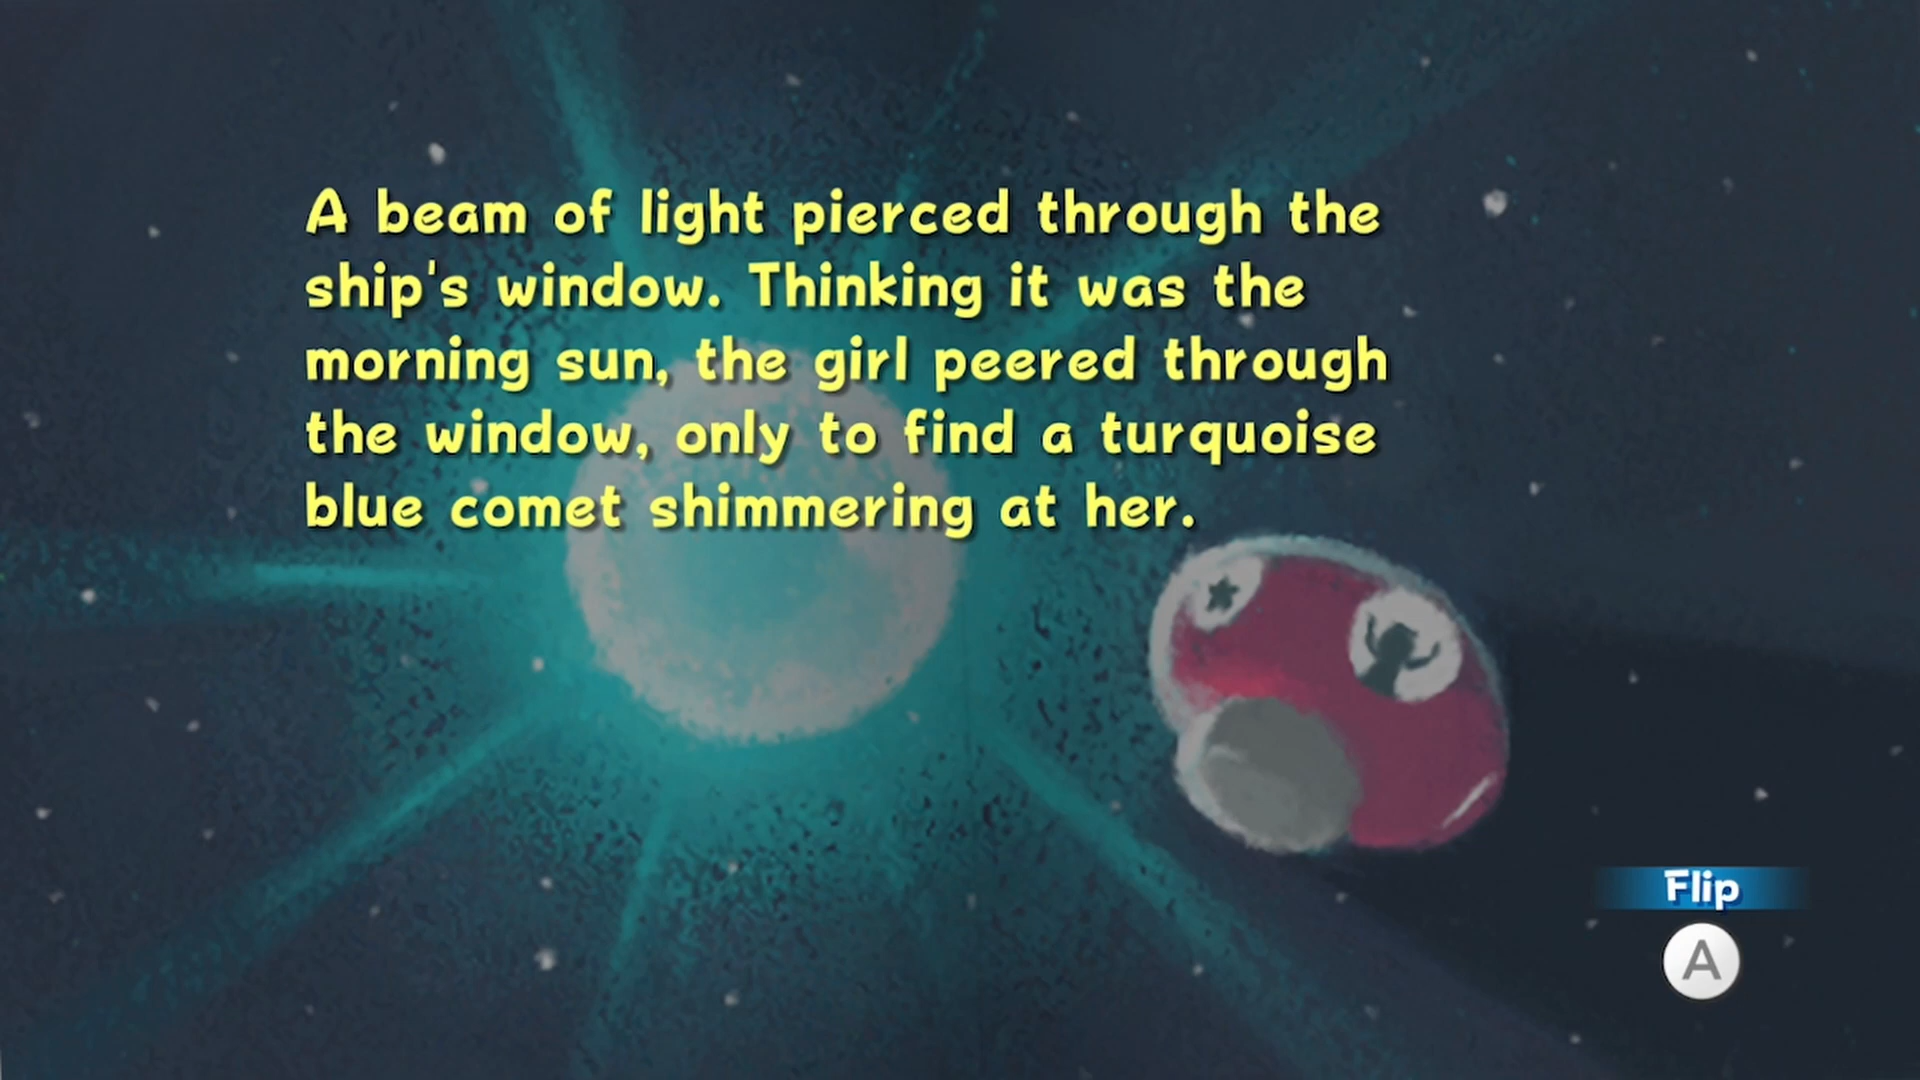 A beam of light pierced through the
ship's window. Thinking it was the
morning sun, the girl peered through
the window, only to find a turquoise
blue comet shimmering at her.
Flip
A